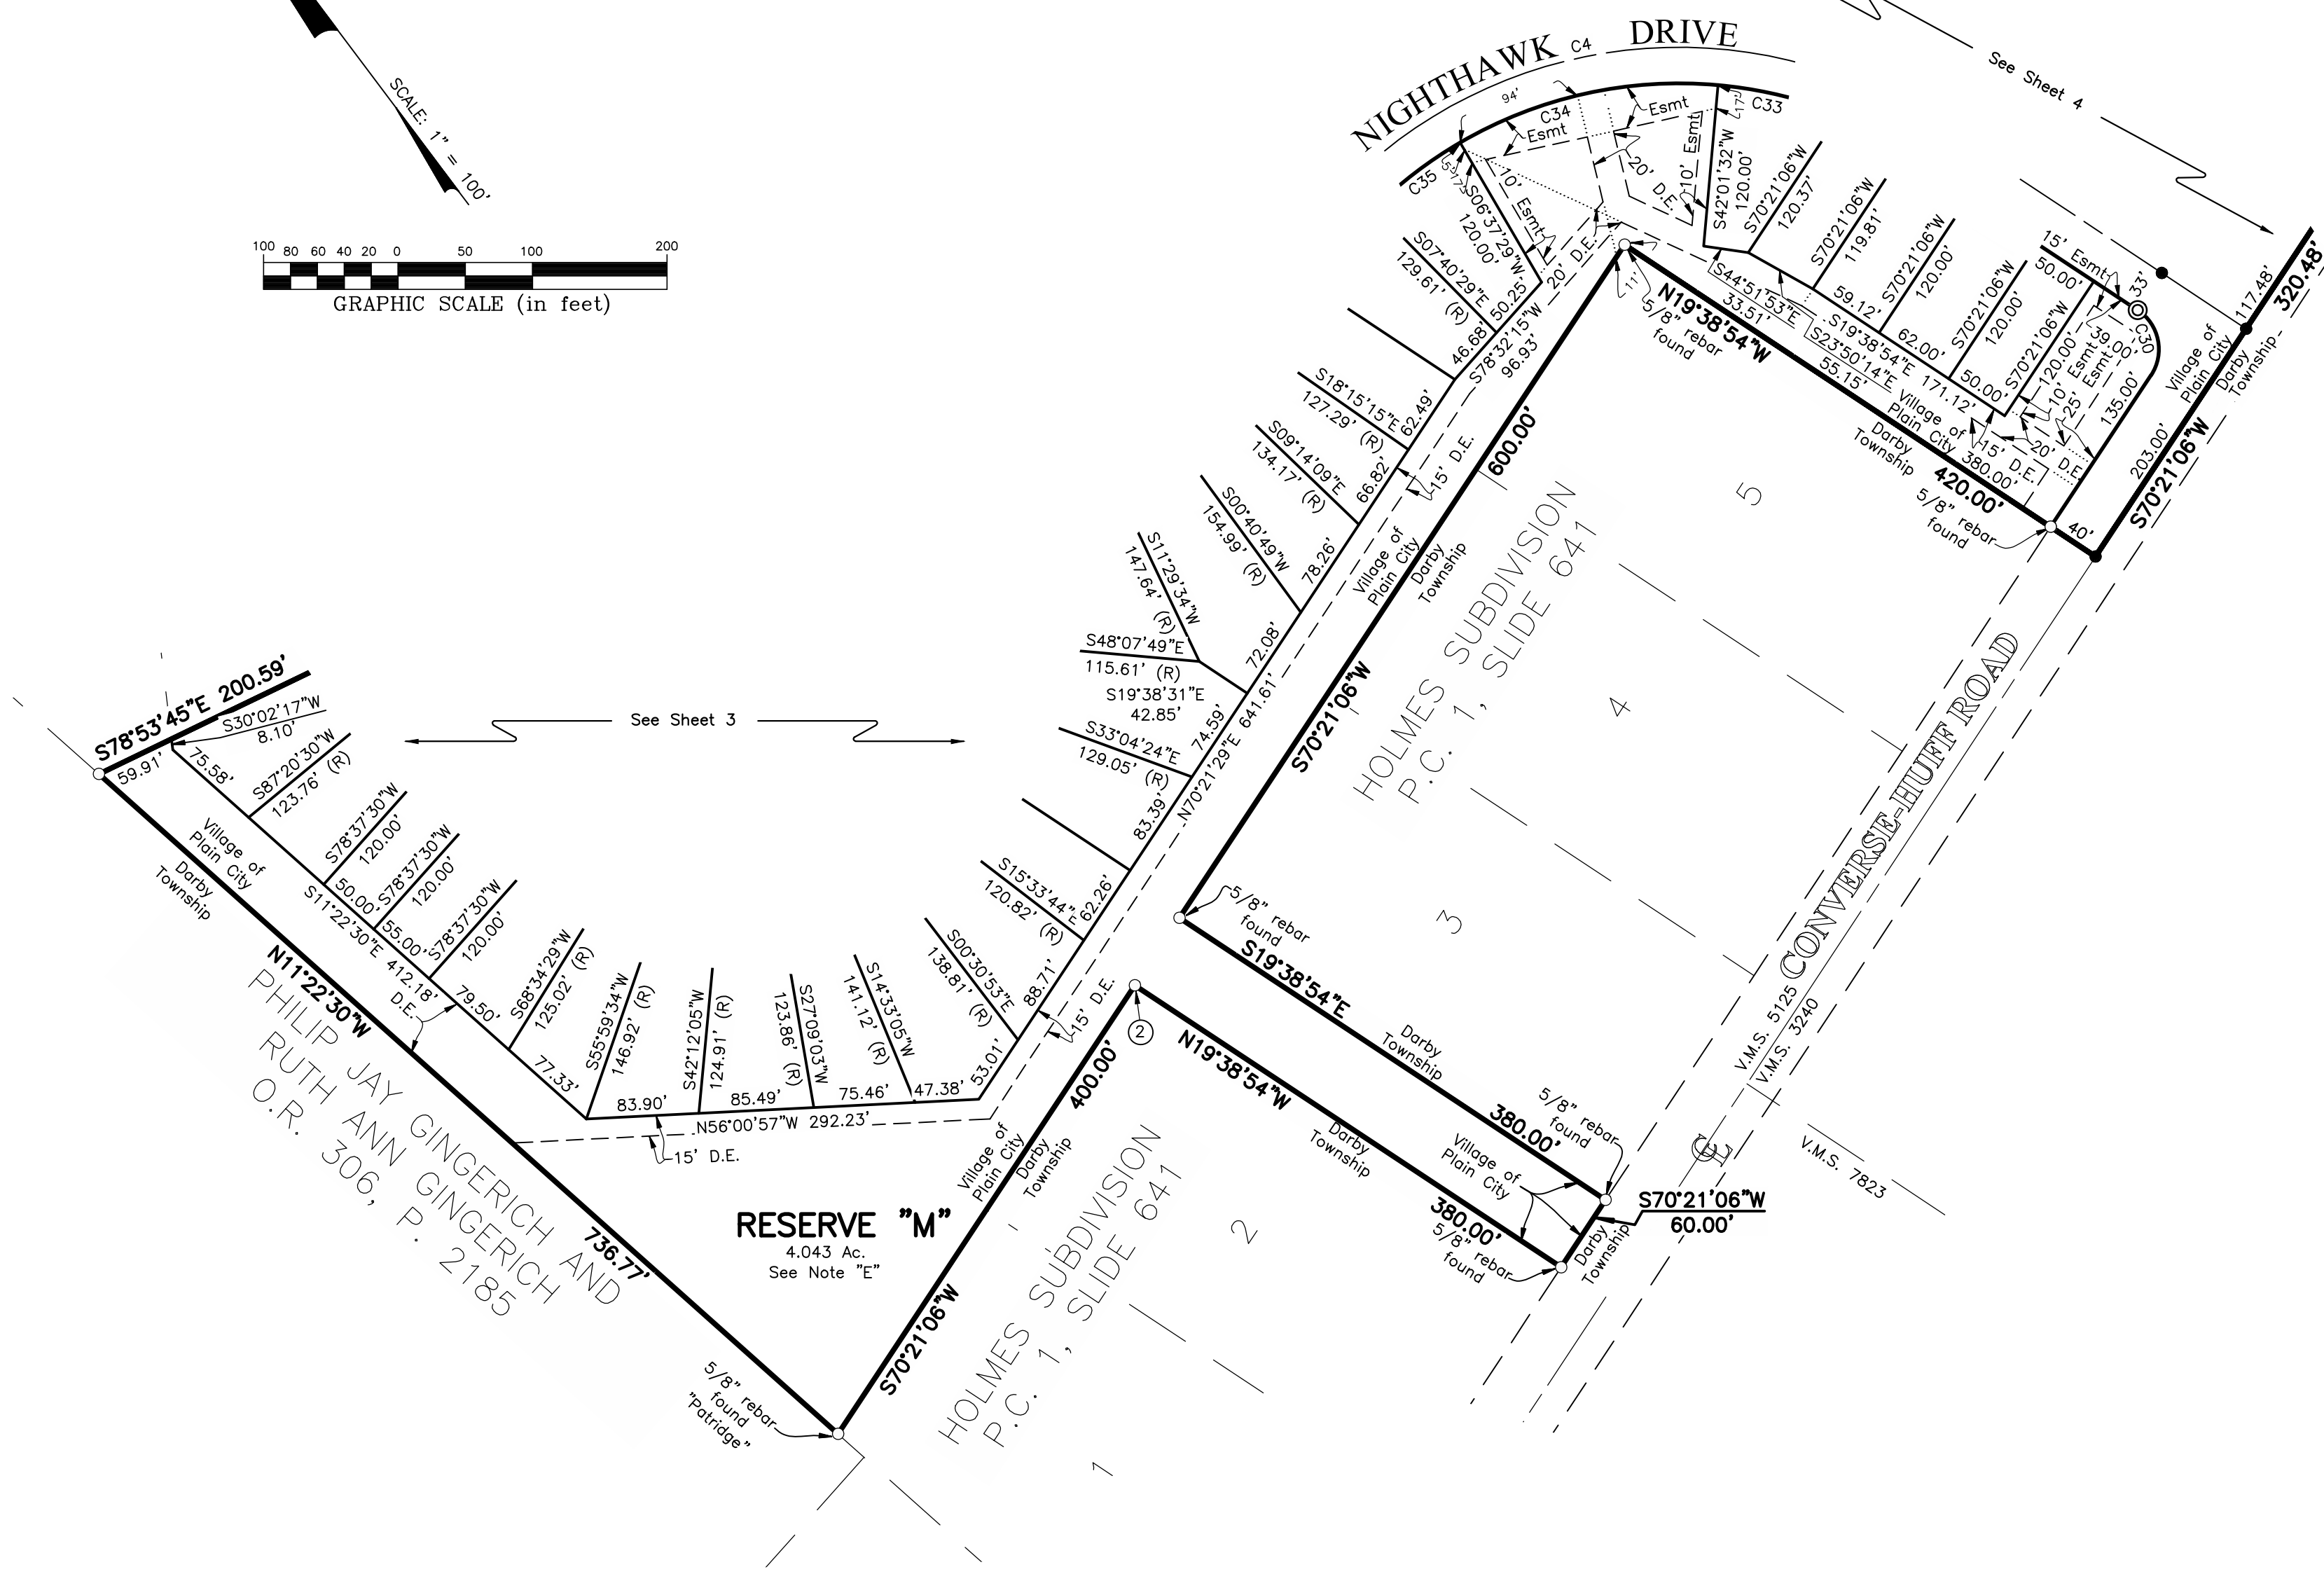 SCALE: 1" = 100'
100 80 60 40 20 0 50 100 200
GRAPHIC SCALE (in feet)
NIGHTHAWK C4 DRIVE
See Sheet 4
94'
C34
Esmt
Esmt
C33
17'
C35
5'
17'
10' Esmt
S06°37'29"W
120.00'
20' D.E.
10' Esmt
S42°01'32"W
120.00'
S70°21'06"W
120.37'
S70°21'06"W
119.81'
S70°21'06"W
120.00'
S70°21'06"W
120.00'
S70°21'06"W
120.00'
15' Esmt
50.00'
33'
C30
39.00'
10' Esmt
25' Esmt
135.00'
117.48'
320.48'
Village of
Plain City
Darby
Township
203.00'
S70°21'06"W
S07°40'29"E
129.61' (R)
50.25'
20' D.E.
46.68'
S78°32'15"W
96.93'
11'
5/8" rebar
found
N19°38'54"W
S44°51'53"E
33.51'
59.12'
S19°38'54"E 171.12'
S23°50'14"E
55.15'
62.00'
50.00'
Village of
Plain City
Darby
Township
380.00'
15' D.E.
20' D.E.
420.00'
5/8" rebar
found
40'
S18°15'15"E
127.29' (R)
62.49'
S09°14'09"E
134.17' (R)
66.82'
15' D.E.
600.00'
S00°40'49"W
154.99' (R)
78.26'
Village of
Plain City
Darby
Township
S11°29'34"W
147.64' (R)
72.08'
S48°07'49"E
115.61' (R)
S19°38'31"E
42.85'
74.59'
N70°21'29"E 641.61'
S70°21'06"W
HOLMES SUBDIVISION
P.C. 1, SLIDE 641
5
4
3
S33°04'24"E
129.05' (R)
83.39'
S15°33'44"E
120.82' (R)
62.26'
S00°30'53"E
138.81' (R)
88.71'
15' D.E.
53.01'
See Sheet 3
S78°53'45"E 200.59'
S30°02'17"W
8.10'
59.91'
75.58'
S87°20'30"W
123.76' (R)
S78°37'30"W
120.00'
50.00'
S78°37'30"W
120.00'
55.00'
S78°37'30"W
120.00'
Village of
Plain City
Darby
Township
S11°22'30"E 412.18'
D.E.
79.50'
S68°34'29"W
125.02' (R)
77.33'
S55°59'34"W
146.92' (R)
83.90'
S42°12'05"W
124.91' (R)
85.49'
S27°09'03"W
123.86' (R)
75.46'
S14°33'05"W
141.12' (R)
47.38'
N56°00'57"W 292.23'
15' D.E.
N11°22'30"W
736.77'
PHILIP JAY GINGERICH AND
RUTH ANN GINGERICH
O.R. 306, P. 2185
RESERVE "M"
4.043 Ac.
See Note "E"
5/8" rebar
found
"Patridge"
S70°21'06"W
400.00'
Village of
Plain City
Darby
Township
2
HOLMES SUBDIVISION
P.C. 1, SLIDE 641
1
2
5/8" rebar
found
S19°38'54"E
Darby
Township
380.00'
5/8" rebar
found
N19°38'54"W
Darby
Township
380.00'
Village of
Plain City
5/8" rebar
found
Darby
Township
S70°21'06"W
60.00'
CONVERSE-HUFF ROAD
V.M.S. 5125
V.M.S. 3240
V.M.S. 7823